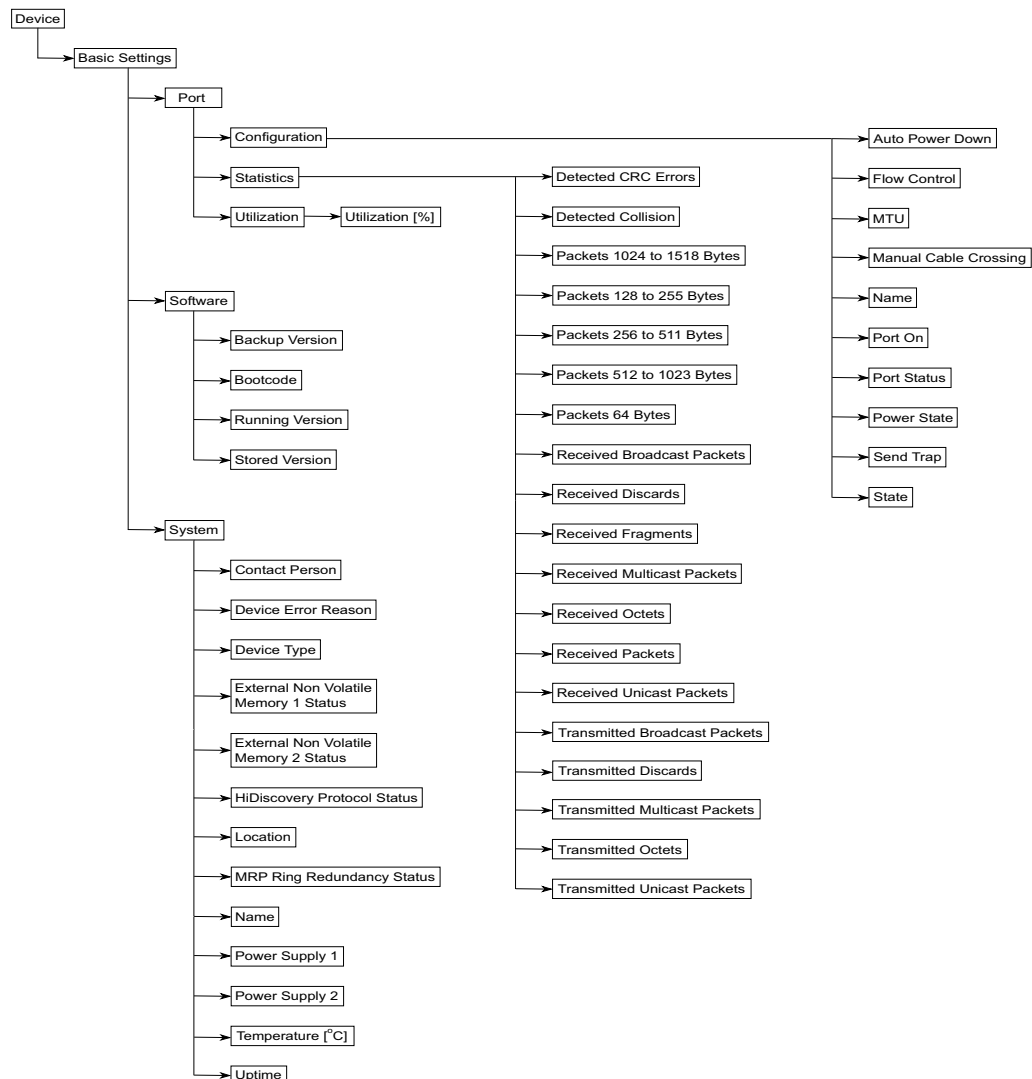 Device
Basic Settings
Port
Configuration
Statistics
Utilization
Utilization [%]
Software
Backup Version
Bootcode
Running Version
Stored Version
System
Contact Person
Device Error Reason
Device Type
External Non Volatile
Memory 1 Status
External Non Volatile
Memory 2 Status
HiDiscovery Protocol Status
Location
MRP Ring Redundancy Status
Name
Power Supply 1
Power Supply 2
Temperature [°C]
Uptime
Detected CRC Errors
Detected Collision
Packets 1024 to 1518 Bytes
Packets 128 to 255 Bytes
Packets 256 to 511 Bytes
Packets 512 to 1023 Bytes
Packets 64 Bytes
Received Broadcast Packets
Received Discards
Received Fragments
Received Multicast Packets
Received Octets
Received Packets
Received Unicast Packets
Transmitted Broadcast Packets
Transmitted Discards
Transmitted Multicast Packets
Transmitted Octets
Transmitted Unicast Packets
Auto Power Down
Flow Control
MTU
Manual Cable Crossing
Name
Port On
Port Status
Power State
Send Trap
State